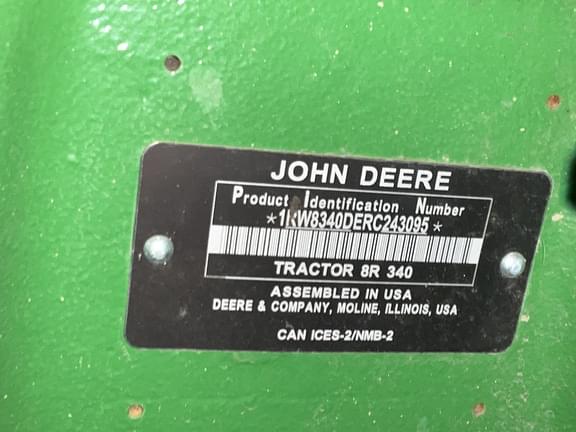 JOHN DEERE
Product Identification Number
*1RW8340DERC243095*
TRACTOR 8R 340
ASSEMBLED IN USA
DEERE & COMPANY, MOLINE, ILLINOIS, USA
CAN ICES-2/NMB-2